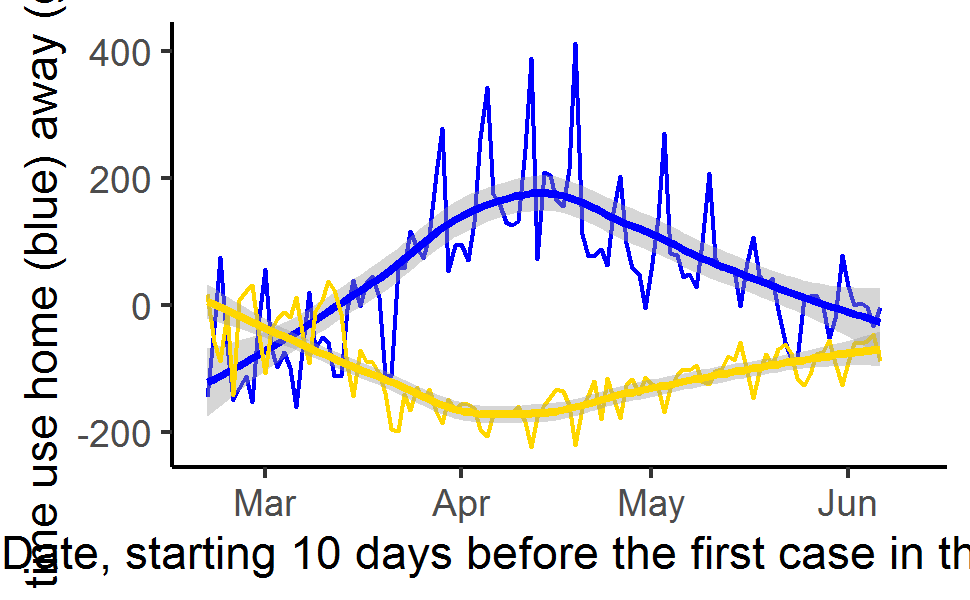 time use home (blue) away (
400
200
0
-200
Mar Apr May Jun
Date, starting 10 days before the first case in th